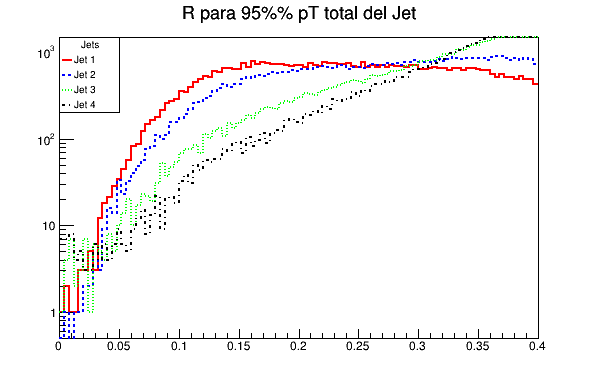 R para 95%% pT total del Jet
Jets
Jet 1
Jet 2
Jet 3
Jet 4
10³
10²
10
1
0 0.05 0.1 0.15 0.2 0.25 0.3 0.35 0.4